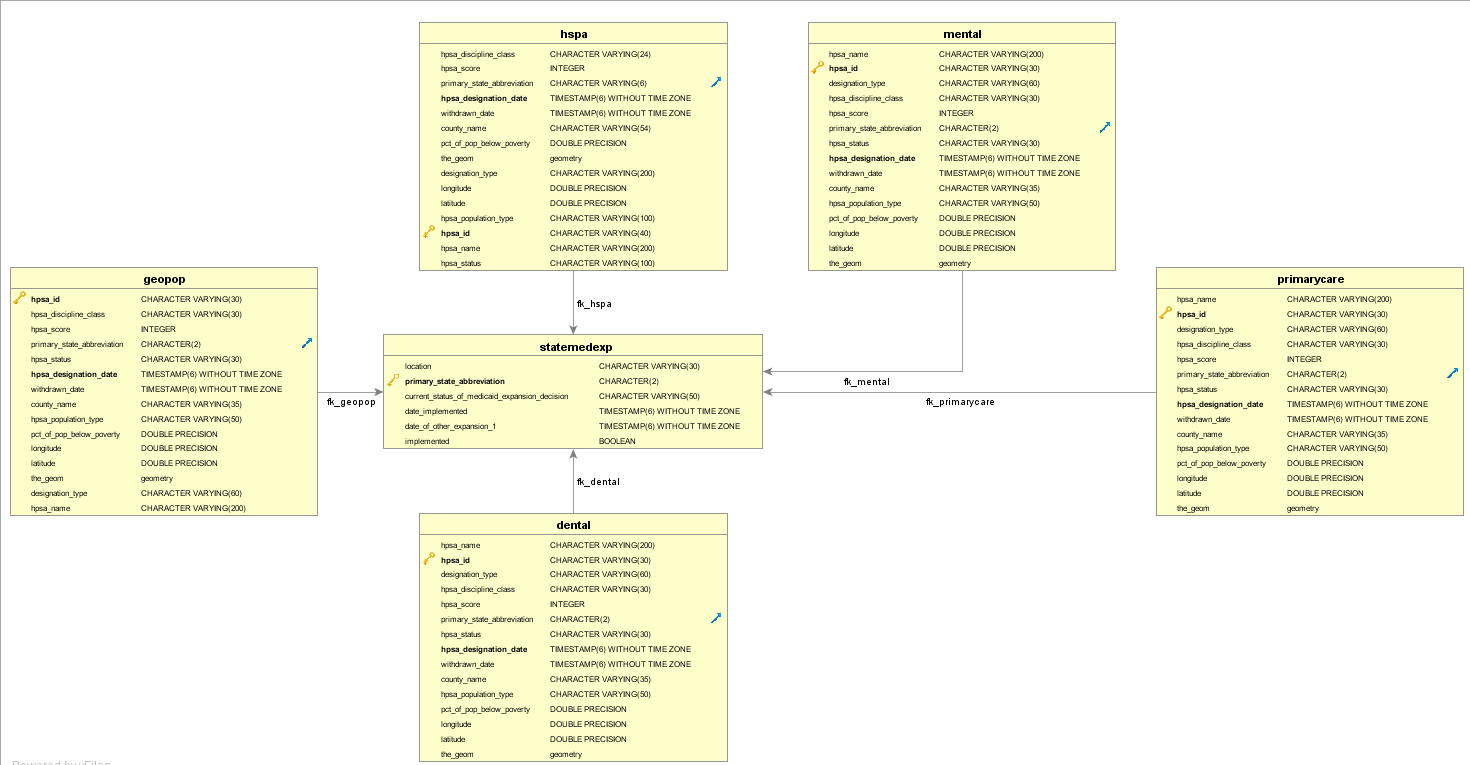 hspa
hpsa_discipline_class CHARACTER VARYING(24)
hpsa_score INTEGER
primary_state_abbreviation CHARACTER VARYING(6)
hpsa_designation_date TIMESTAMP(6) WITHOUT TIME ZONE
withdrawn_date TIMESTAMP(6) WITHOUT TIME ZONE
county_name CHARACTER VARYING(54)
pct_of_pop_below_poverty DOUBLE PRECISION
the_geom geometry
designation_type CHARACTER VARYING(200)
longitude DOUBLE PRECISION
latitude DOUBLE PRECISION
hpsa_population_type CHARACTER VARYING(100)
hpsa_id CHARACTER VARYING(40)
hpsa_name CHARACTER VARYING(200)
hpsa_status CHARACTER VARYING(100)
mental
hpsa_name CHARACTER VARYING(200)
hpsa_id CHARACTER VARYING(30)
designation_type CHARACTER VARYING(60)
hpsa_discipline_class CHARACTER VARYING(30)
hpsa_score INTEGER
primary_state_abbreviation CHARACTER(2)
hpsa_status CHARACTER VARYING(30)
hpsa_designation_date TIMESTAMP(6) WITHOUT TIME ZONE
withdrawn_date TIMESTAMP(6) WITHOUT TIME ZONE
county_name CHARACTER VARYING(35)
hpsa_population_type CHARACTER VARYING(50)
pct_of_pop_below_poverty DOUBLE PRECISION
longitude DOUBLE PRECISION
latitude DOUBLE PRECISION
the_geom geometry
geopop
hpsa_id CHARACTER VARYING(30)
hpsa_discipline_class CHARACTER VARYING(30)
hpsa_score INTEGER
primary_state_abbreviation CHARACTER(2)
hpsa_status CHARACTER VARYING(30)
hpsa_designation_date TIMESTAMP(6) WITHOUT TIME ZONE
withdrawn_date TIMESTAMP(6) WITHOUT TIME ZONE
county_name CHARACTER VARYING(35)
hpsa_population_type CHARACTER VARYING(50)
pct_of_pop_below_poverty DOUBLE PRECISION
longitude DOUBLE PRECISION
latitude DOUBLE PRECISION
the_geom geometry
designation_type CHARACTER VARYING(60)
hpsa_name CHARACTER VARYING(200)
fk_hspa
statemedexp
location CHARACTER VARYING(30)
primary_state_abbreviation CHARACTER(2)
current_status_of_medicaid_expansion_decision CHARACTER VARYING(50)
date_implemented TIMESTAMP(6) WITHOUT TIME ZONE
date_of_other_expansion_1 TIMESTAMP(6) WITHOUT TIME ZONE
implemented BOOLEAN
fk_geopop
fk_mental
fk_primarycare
fk_dental
primarycare
hpsa_name CHARACTER VARYING(200)
hpsa_id CHARACTER VARYING(30)
designation_type CHARACTER VARYING(60)
hpsa_discipline_class CHARACTER VARYING(30)
hpsa_score INTEGER
primary_state_abbreviation CHARACTER(2)
hpsa_status CHARACTER VARYING(30)
hpsa_designation_date TIMESTAMP(6) WITHOUT TIME ZONE
withdrawn_date TIMESTAMP(6) WITHOUT TIME ZONE
county_name CHARACTER VARYING(35)
hpsa_population_type CHARACTER VARYING(50)
pct_of_pop_below_poverty DOUBLE PRECISION
longitude DOUBLE PRECISION
latitude DOUBLE PRECISION
the_geom geometry
dental
hpsa_name CHARACTER VARYING(200)
hpsa_id CHARACTER VARYING(30)
designation_type CHARACTER VARYING(60)
hpsa_discipline_class CHARACTER VARYING(30)
hpsa_score INTEGER
primary_state_abbreviation CHARACTER(2)
hpsa_status CHARACTER VARYING(30)
hpsa_designation_date TIMESTAMP(6) WITHOUT TIME ZONE
withdrawn_date TIMESTAMP(6) WITHOUT TIME ZONE
county_name CHARACTER VARYING(35)
hpsa_population_type CHARACTER VARYING(50)
pct_of_pop_below_poverty DOUBLE PRECISION
longitude DOUBLE PRECISION
latitude DOUBLE PRECISION
the_geom geometry
Powered by yFiles